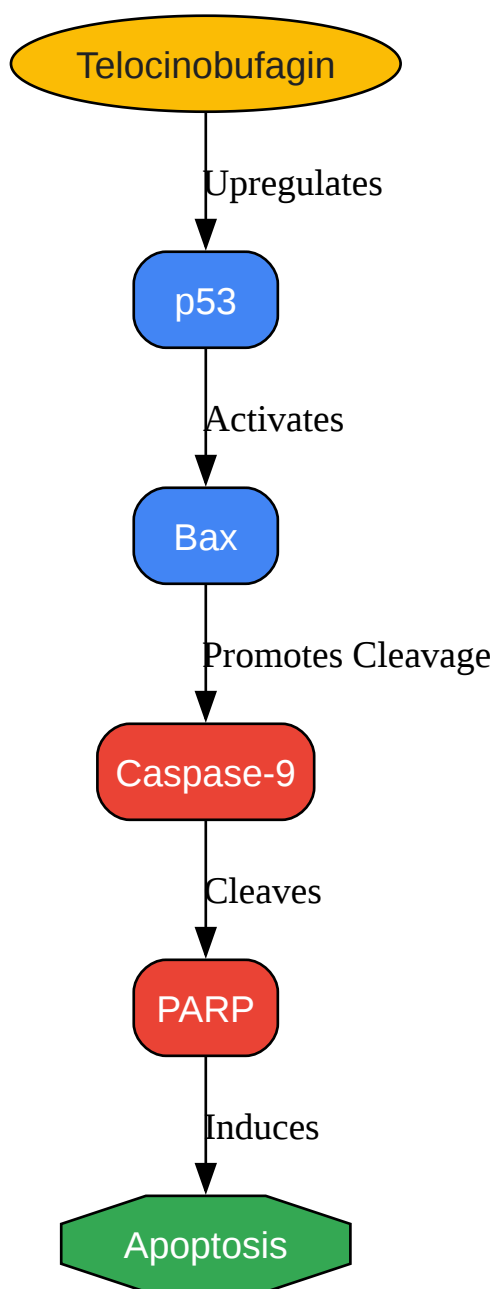 Telocinobufagin
Upregulates
p53
Activates
Bax
Promotes Cleavage
Caspase-9
Cleaves
PARP
Induces
Apoptosis